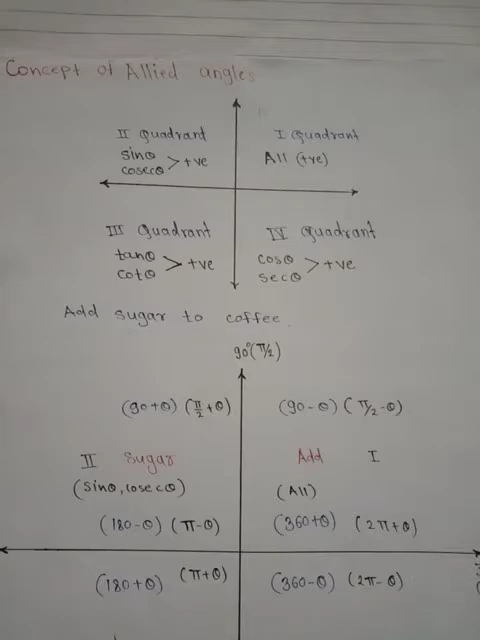 Concept of Allied angles
II Quadrant
sinθ
cosecθ > +ve
I Quadrant
All (+ve)
III Quadrant
tanθ
cotθ > +ve
IV Quadrant
cosθ
secθ > +ve
Add sugar to coffee.
90°(π/2)
(90+θ) (π/2+θ)
(90-θ) (π/2-θ)
II Sugar
(sinθ, cosecθ)
Add I
(All)
(180-θ) (π-θ)
(360+θ) (2π+θ)
(180+θ) (π+θ)
(360-θ) (2π-θ)